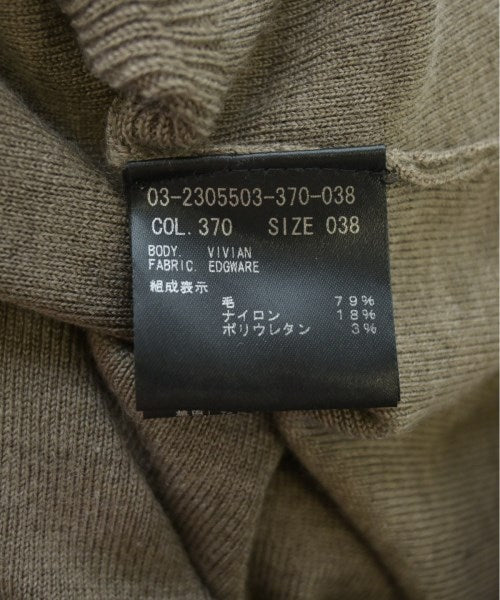 03-2305503-370-038
COL. 370 SIZE 038
BODY. VIVIAN
FABRIC. EDGWARE
組成表示
毛 79%
ナイロン 18%
ポリウレタン 3%